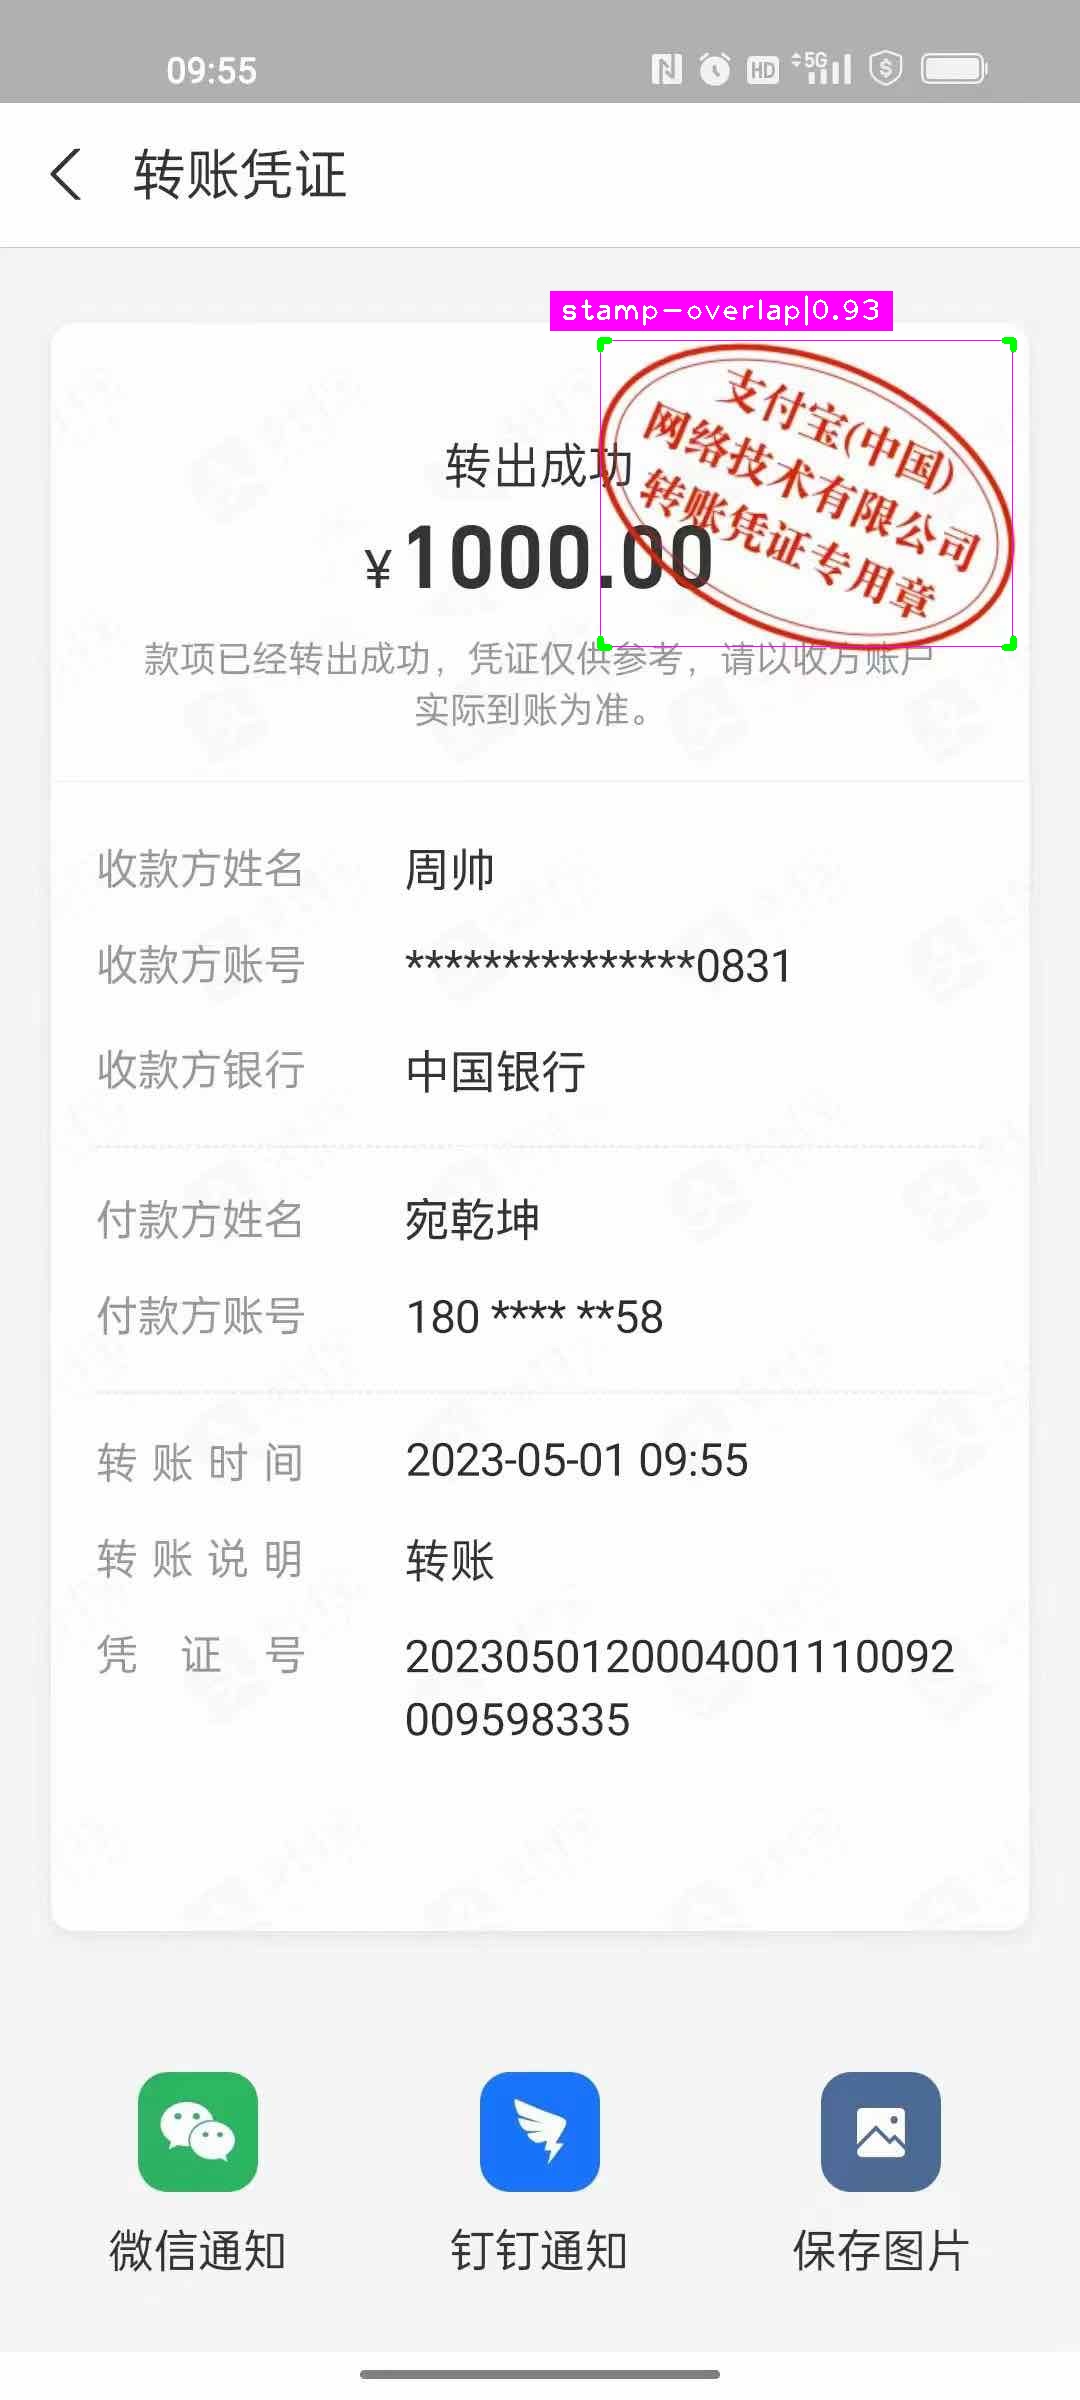 09:55
HD 5G
转账凭证
stamp-overlap|0.93
支付宝(中国)
网络技术有限公司
转账凭证专用章
转出成功
¥1000.00
款项已经转出成功，凭证仅供参考，请以收方账户
实际到账为准。
收款方姓名 周帅
收款方账号 ***************0831
收款方银行 中国银行
付款方姓名 宛乾坤
付款方账号 180 **** **58
转账时间 2023-05-01 09:55
转账说明 转账
凭证号 2023050120004001110092
009598335
微信通知 钉钉通知 保存图片